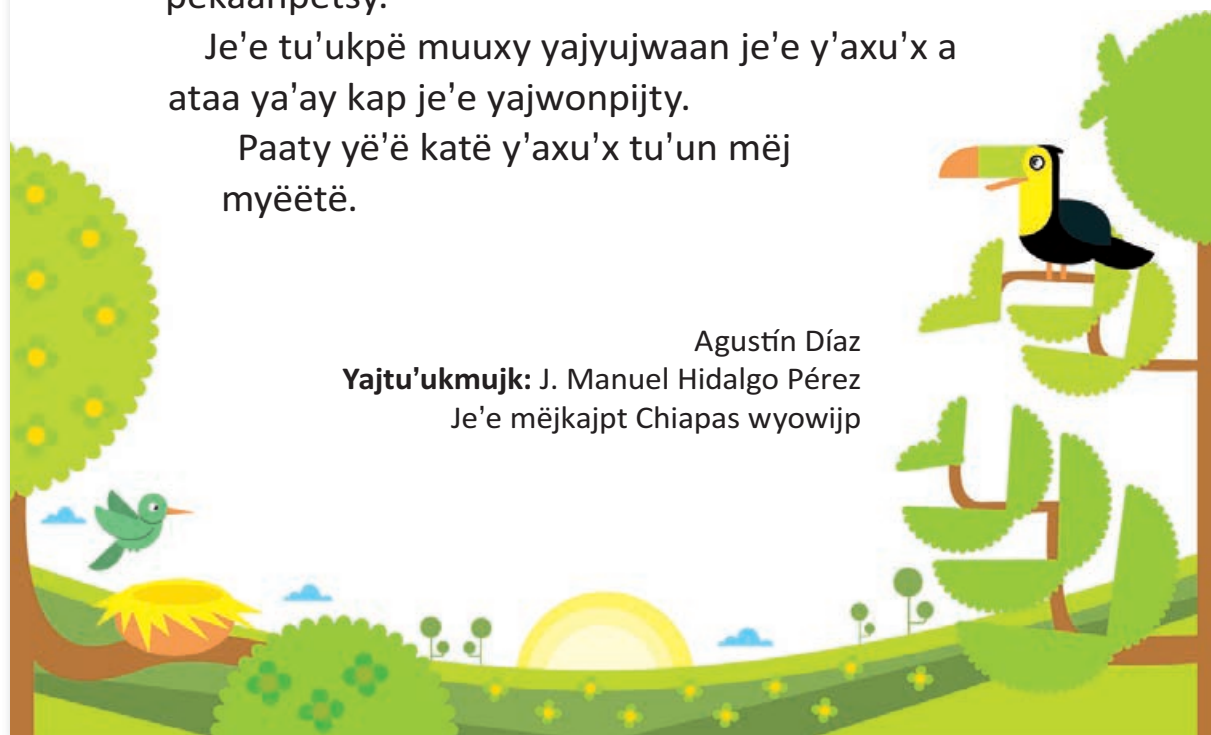 pëkaanpëtsy.
Je'e tu'ukpë muuxy yajyujwaan je'e y'axu'x a
ataa ya'ay kap je'e yajwonpijty.
Paaty yë'ë katë y'axu'x tu'un mëj
myëëtë.
Agustín Díaz
Yajtu'ukmujk: J. Manuel Hidalgo Pérez
Je'e mëjkajpt Chiapas wyowijp